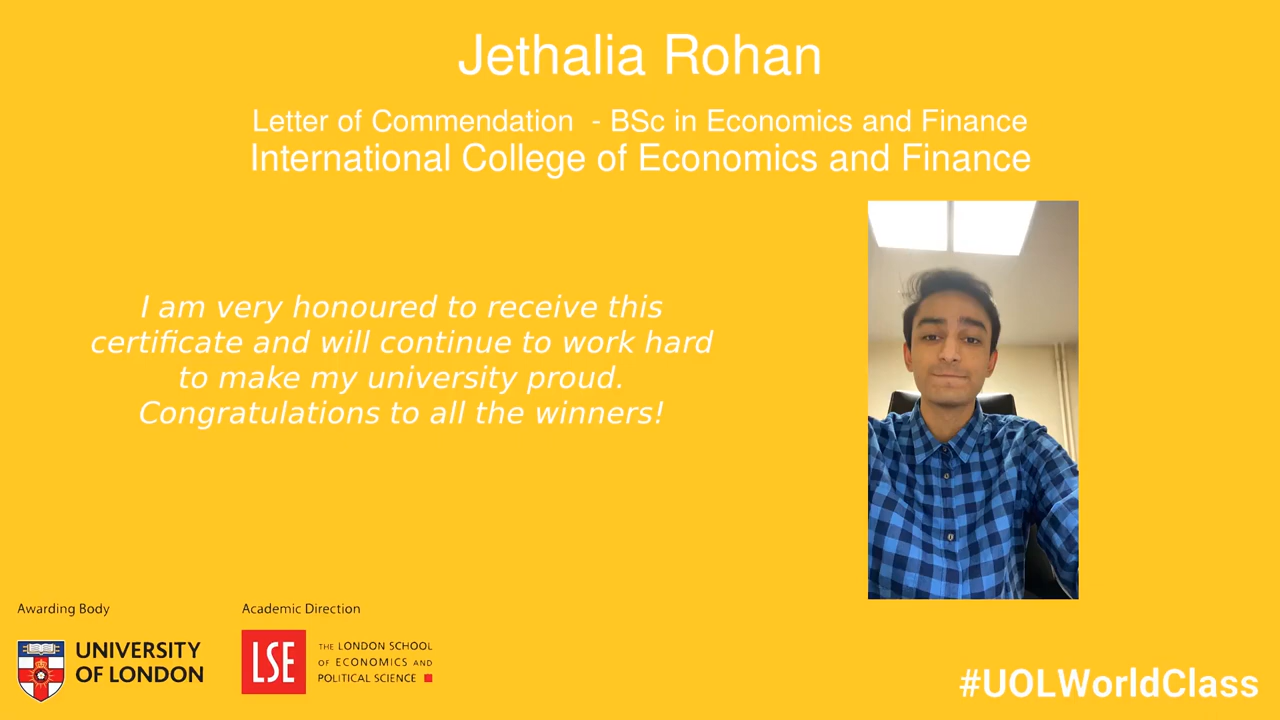 Jethalia Rohan
Letter of Commendation  - BSc in Economics and Finance
International College of Economics and Finance
I am very honoured to receive this
certificate and will continue to work hard
to make my university proud.
Congratulations to all the winners!
Awarding Body
UNIVERSITY
OF LONDON
Academic Direction
LSE
THE LONDON SCHOOL
OF ECONOMICS AND
POLITICAL SCIENCE
#UOLWorldClass